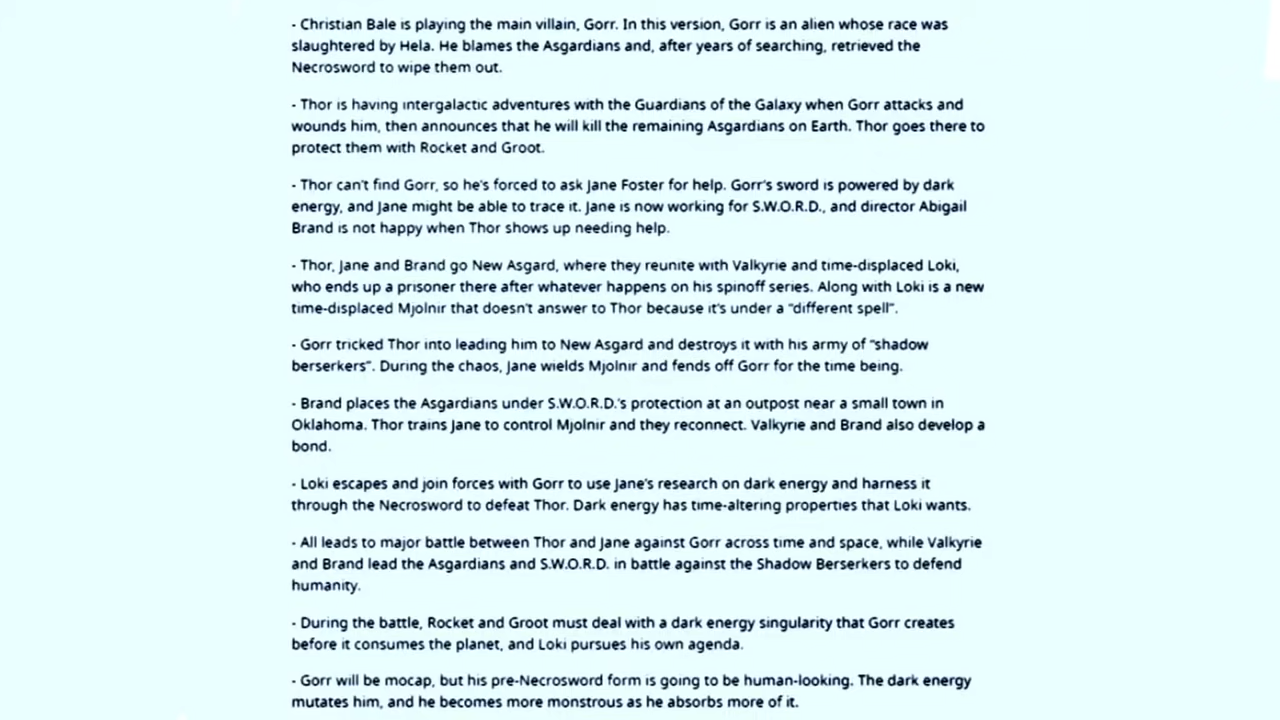 - Christian Bale is playing the main villain, Gorr. In this version, Gorr is an alien whose race was
slaughtered by Hela. He blames the Asgardians and, after years of searching, retrieved the
Necrosword to wipe them out.
- Thor is having intergalactic adventures with the Guardians of the Galaxy when Gorr attacks and
wounds him, then announces that he will kill the remaining Asgardians on Earth. Thor goes there to
protect them with Rocket and Groot.
- Thor can't find Gorr, so he's forced to ask Jane Foster for help. Gorr's sword is powered by dark
energy, and Jane might be able to trace it. Jane is now working for S.W.O.R.D., and director Abigail
Brand is not happy when Thor shows up needing help.
- Thor, Jane and Brand go New Asgard, where they reunite with Valkyrie and time-displaced Loki,
who ends up a prisoner there after whatever happens on his spinoff series. Along with Loki is a new
time-displaced Mjolnir that doesn't answer to Thor because it's under a "different spell".
- Gorr tricked Thor into leading him to New Asgard and destroys it with his army of "shadow
berserkers". During the chaos, Jane wields Mjolnir and fends off Gorr for the time being.
- Brand places the Asgardians under S.W.O.R.D.'s protection at an outpost near a small town in
Oklahoma. Thor trains Jane to control Mjolnir and they reconnect. Valkyrie and Brand also develop a
bond.
- Loki escapes and join forces with Gorr to use Jane's research on dark energy and harness it
through the Necrosword to defeat Thor. Dark energy has time-altering properties that Loki wants.
- All leads to major battle between Thor and Jane against Gorr across time and space, while Valkyrie
and Brand lead the Asgardians and S.W.O.R.D. in battle against the Shadow Berserkers to defend
humanity.
- During the battle, Rocket and Groot must deal with a dark energy singularity that Gorr creates
before it consumes the planet, and Loki pursues his own agenda.
- Gorr will be mocap, but his pre-Necrosword form is going to be human-looking. The dark energy
mutates him, and he becomes more monstrous as he absorbs more of it.